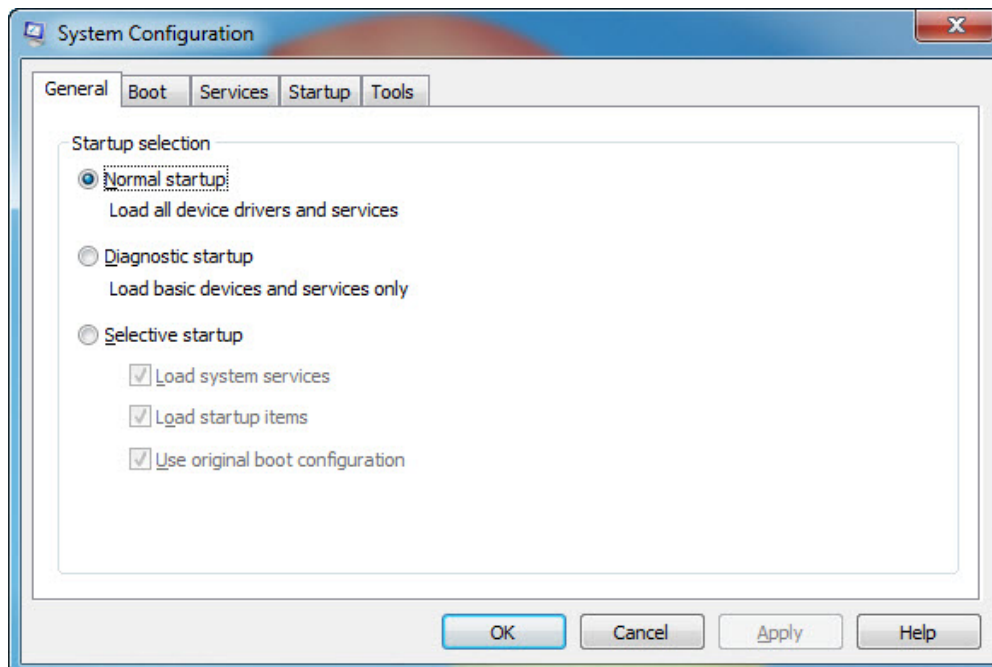 System Configuration
General Boot Services Startup Tools
Startup selection
Normal startup
Load all device drivers and services
Diagnostic startup
Load basic devices and services only
Selective startup
Load system services
Load startup items
Use original boot configuration
OK Cancel Apply Help